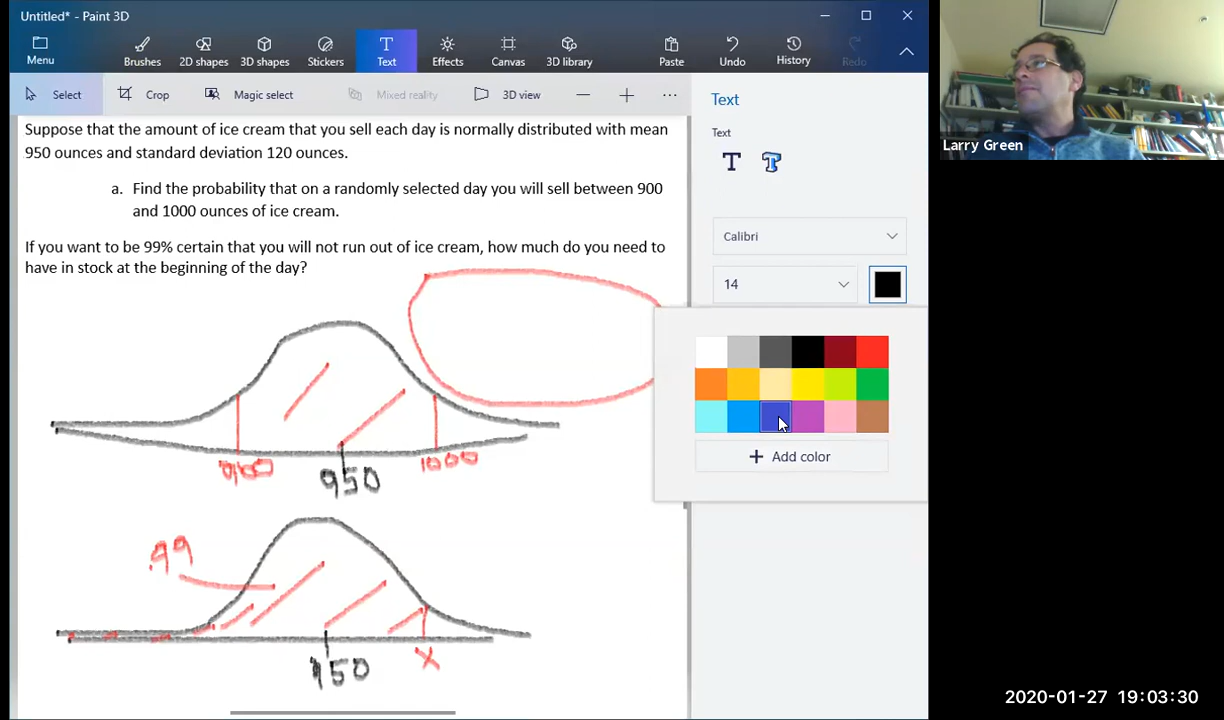 Untitled* - Paint 3D
Menu
Brushes
2D shapes
3D shapes
Stickers
Text
Effects
Canvas
3D library
Paste
Undo
History
Redo
Select
Crop
Magic select
Mixed reality
3D view
Text
Text
Calibri
14
Add color
Larry Green
Suppose that the amount of ice cream that you sell each day is normally distributed with mean
950 ounces and standard deviation 120 ounces.
a. Find the probability that on a randomly selected day you will sell between 900
and 1000 ounces of ice cream.
If you want to be 99% certain that you will not run out of ice cream, how much do you need to
have in stock at the beginning of the day?
900
950
1000
.99
950
X
2020-01-27 19:03:30